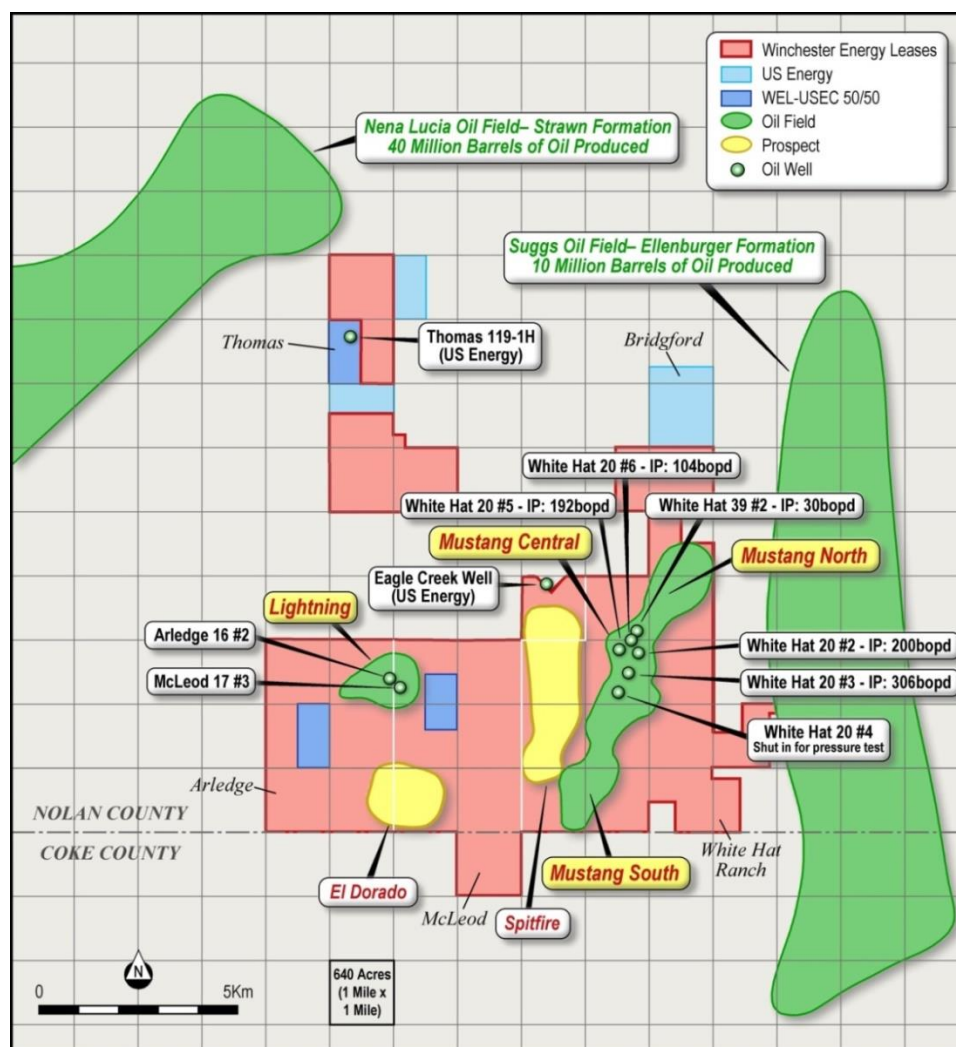 Winchester Energy Leases
US Energy
WEL-USEC 50/50
Oil Field
Prospect
Oil Well
Nena Lucia Oil Field– Strawn Formation
40 Million Barrels of Oil Produced
Suggs Oil Field– Ellenburger Formation
10 Million Barrels of Oil Produced
Thomas
Thomas 119-1H
(US Energy)
Bridgford
White Hat 20 #6 - IP: 104bopd
White Hat 20 #5 - IP: 192bopd
White Hat 39 #2 - IP: 30bopd
Mustang Central
Mustang North
Eagle Creek Well
(US Energy)
Lightning
Arledge 16 #2
McLeod 17 #3
White Hat 20 #2 - IP: 200bopd
White Hat 20 #3 - IP: 306bopd
White Hat 20 #4
Shut in for pressure test
Arledge
NOLAN COUNTY
COKE COUNTY
White Hat
Ranch
Mustang South
El Dorado
McLeod
Spitfire
N
0
5Km
640 Acres
(1 Mile x
1 Mile)